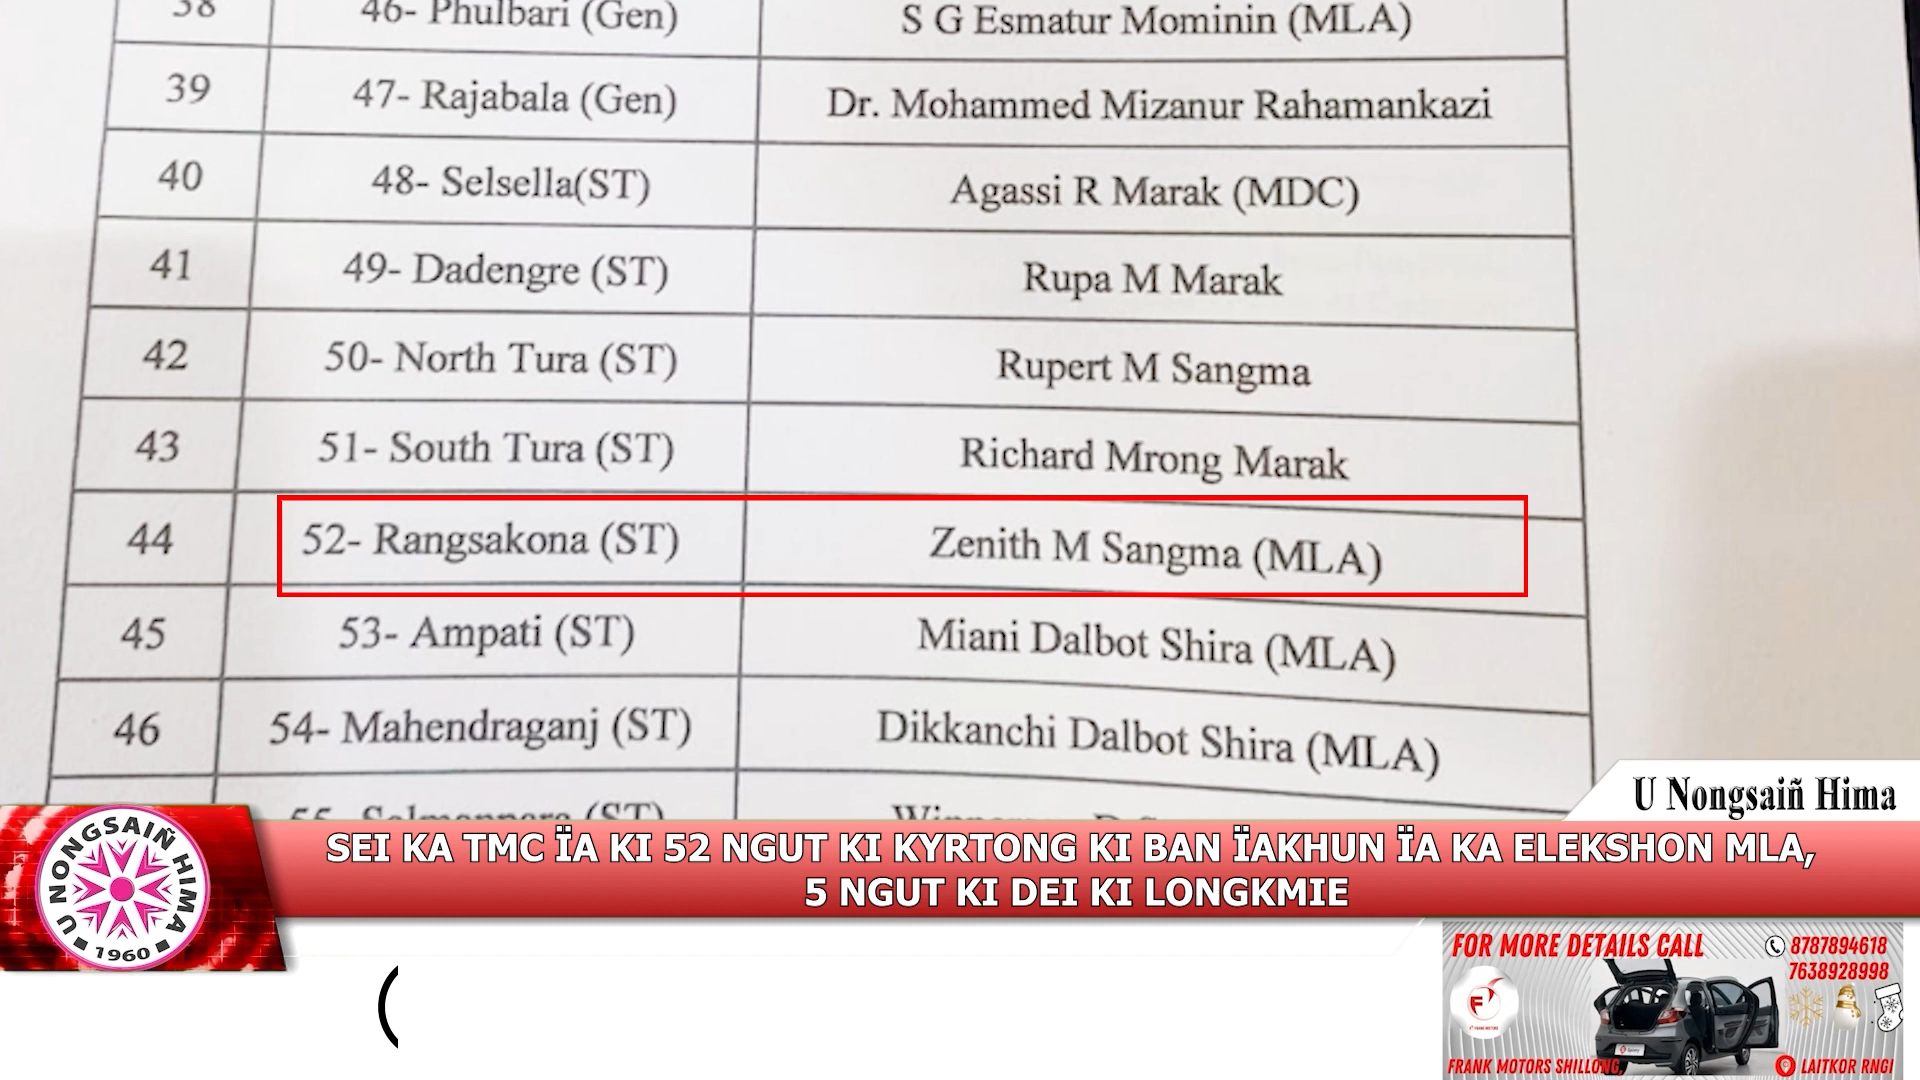 38 46- Phulbari (Gen) S G Esmatur Mominin (MLA)
39 47- Rajabala (Gen) Dr. Mohammed Mizanur Rahamankazi
40 48- Selsella(ST) Agassi R Marak (MDC)
41 49- Dadengre (ST) Rupa M Marak
42 50- North Tura (ST) Rupert M Sangma
43 51- South Tura (ST) Richard Mrong Marak
44 52- Rangsakona (ST) Zenith M Sangma (MLA)
45 53- Ampati (ST) Miani Dalbot Shira (MLA)
46 54- Mahendraganj (ST) Dikkanchi Dalbot Shira (MLA)
55- Salmanpara (ST)
U Nongsaiñ Hima
SEI KA TMC ÏA KI 52 NGUT KI KYRTONG KI BAN ÏAKHUN ÏA KA ELEKSHON MLA,
5 NGUT KI DEI KI LONGKMIE
U NONGSAIÑ HIMA
1960
(
FOR MORE DETAILS CALL 8787894618
7638928998
F
FRANK MOTORS SHILLONG, LAITKOR RNGI